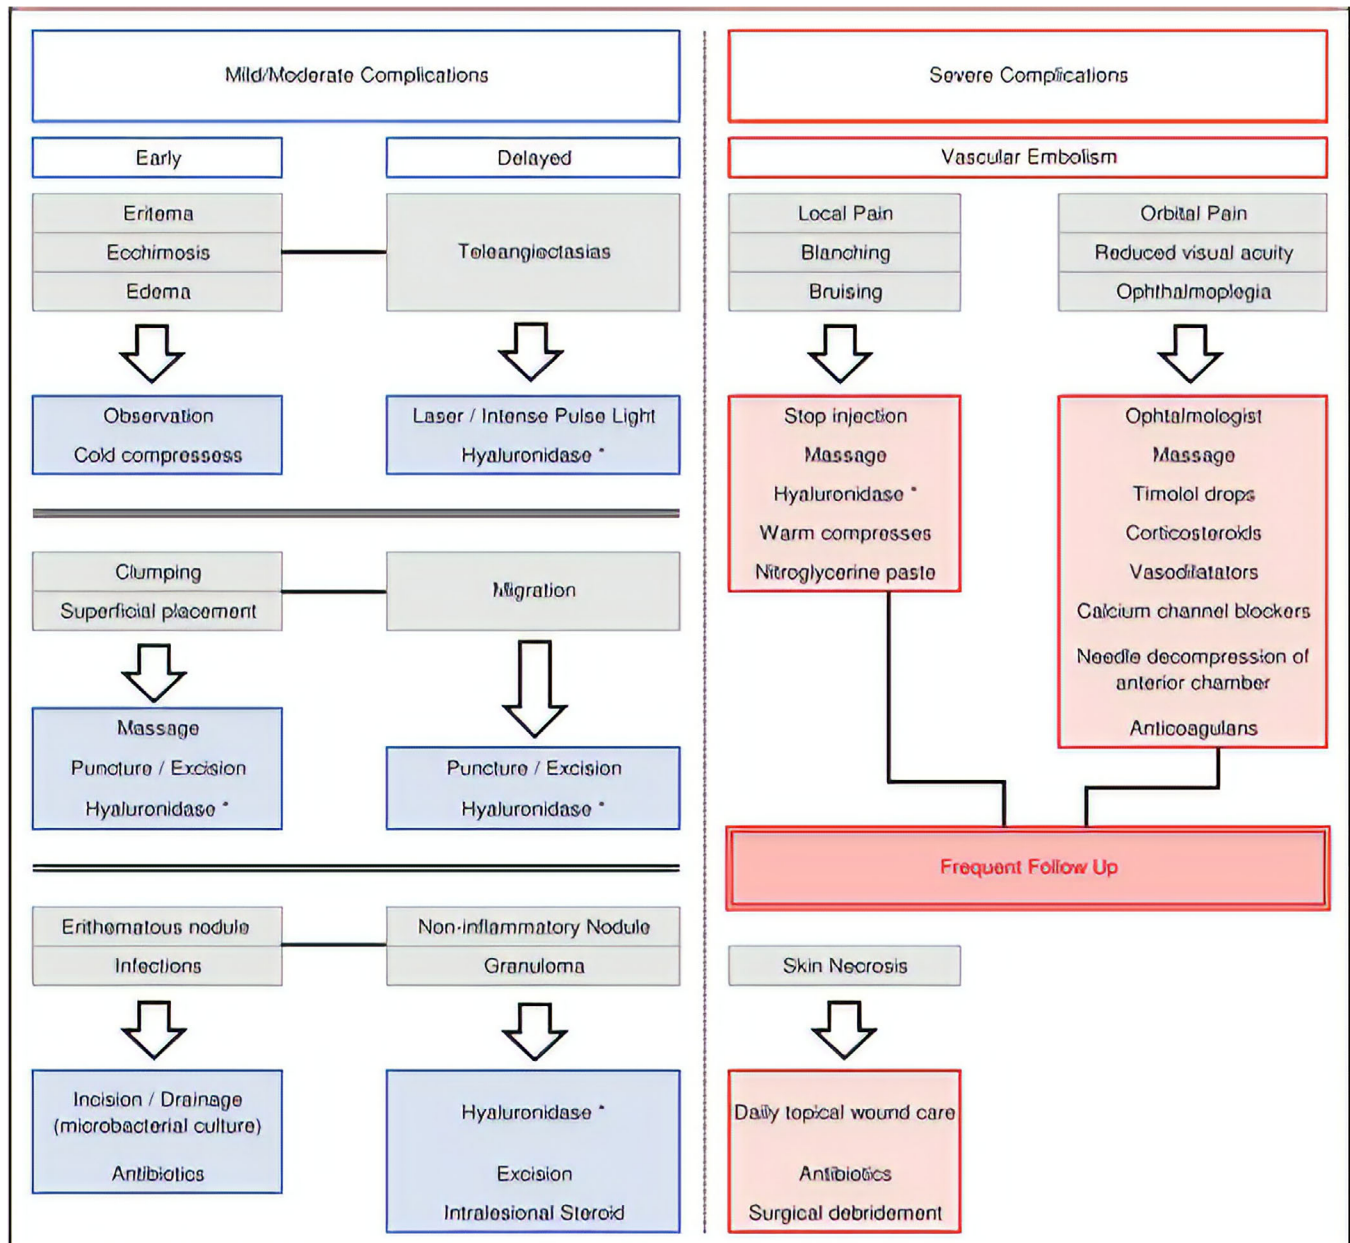 Mild/Moderate Complications
Early
Delayed
Eritema
Ecchimosis
Edema
Teleangiectasias
Observation
Cold compressess
Laser / Intense Pulse Light
Hyaluronidase *
Clumping
Superficial placement
Migration
Massage
Puncture / Excision
Hyaluronidase *
Puncture / Excision
Hyaluronidase *
Erithematous nodule
Infections
Non-inflammatory Nodule
Granuloma
Incision / Drainage
(microbacterial culture)
Antibiotics
Hyaluronidase *
Excision
Intralesional Steroid
Severe Complications
Vascular Embolism
Local Pain
Blanching
Bruising
Orbital Pain
Reduced visual acuity
Ophthalmoplegia
Stop injection
Massage
Hyaluronidase *
Warm compresses
Nitroglycerine paste
Ophtalmologist
Massage
Timolol drops
Corticosteroids
Vasodilatators
Calcium channel blockers
Needle decompression of
anterior chamber
Anticoagulans
Frequent Follow Up
Skin Necrosis
Daily topical wound care
Antibiotics
Surgical debridement